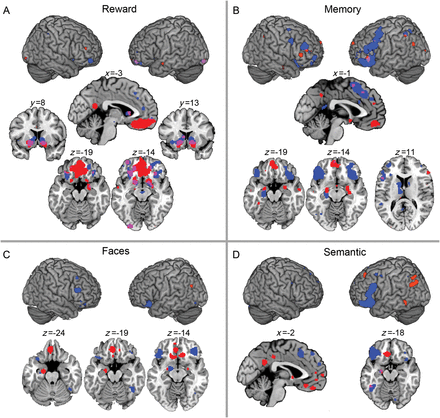 A Reward
x=-3
y=8
y=13
z=-19
z=-14
B Memory
x=-1
z=-19
z=-14
z=11
C Faces
z=-24
z=-19
z=-14
D Semantic
x=-2
z=-18